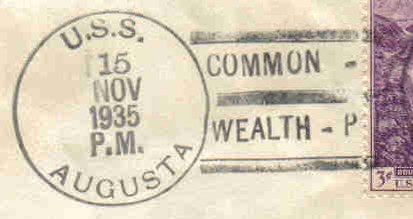 U.S.S.
15
NOV
1935
P.M.
AUGUSTA
COMMON -
WEALTH - P
3¢
U.S.